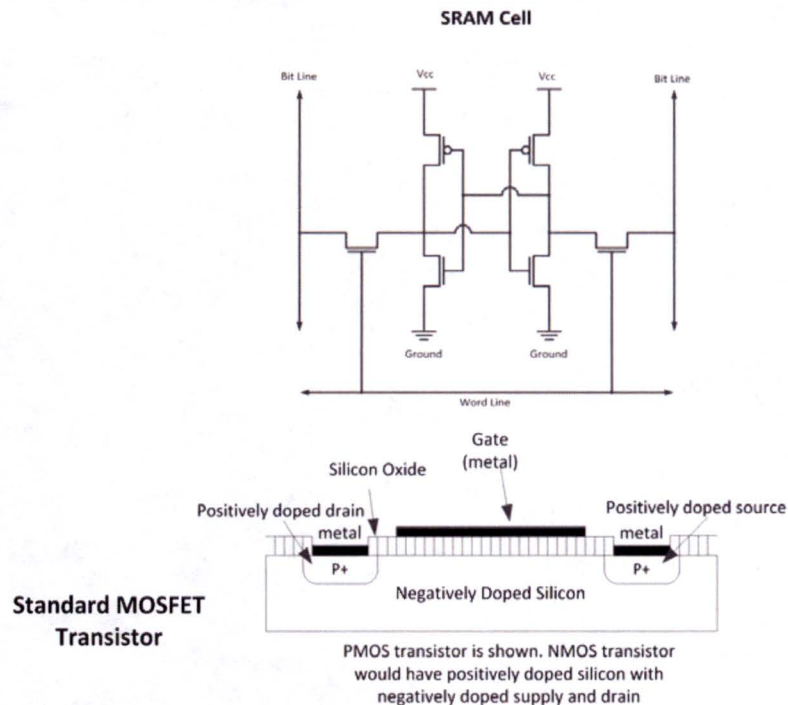 SRAM Cell
Bit Line
Vcc
Vcc
Bit Line
Ground
Ground
Word Line
Gate
(metal)
Silicon Oxide
Positively doped drain
Positively doped source
metal
metal
P+
P+
Negatively Doped Silicon
Standard MOSFET
Transistor
PMOS transistor is shown. NMOS transistor
would have positively doped silicon with
negatively doped supply and drain